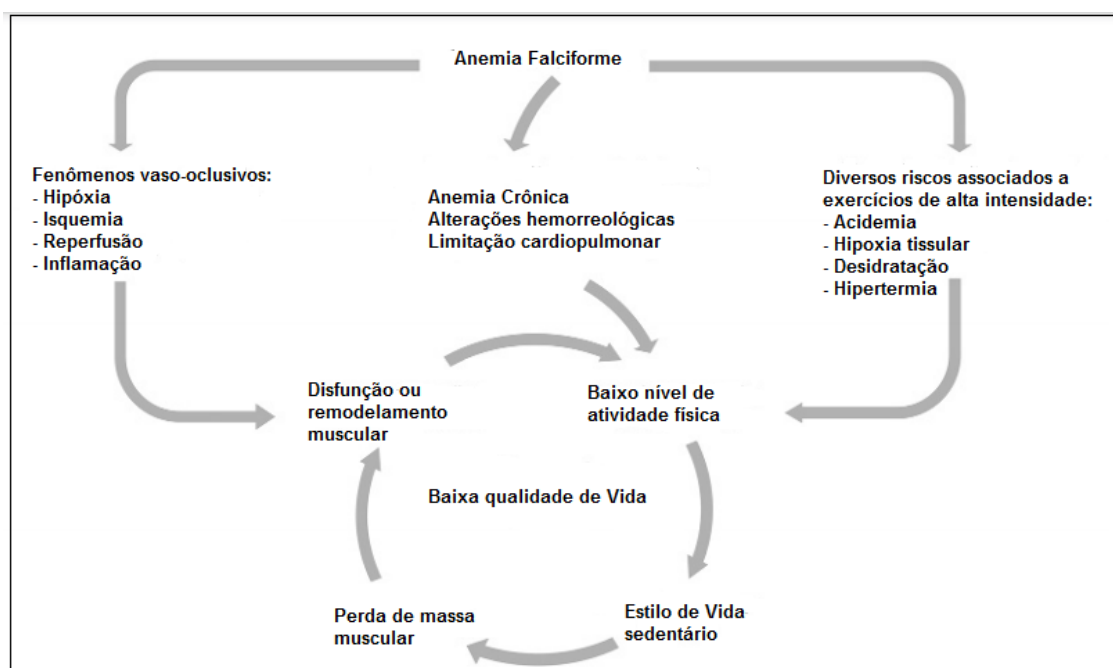 Anemia Falciforme
Fenômenos vaso-oclusivos:
- Hipóxia
- Isquemia
- Reperfusão
- Inflamação
Anemia Crônica
Alterações hemorreológicas
Limitação cardiopulmonar
Diversos riscos associados a
exercícios de alta intensidade:
- Acidemia
- Hipoxia tissular
- Desidratação
- Hipertermia
Disfunção ou
remodelamento
muscular
Baixo nível de
atividade física
Baixa qualidade de Vida
Perda de massa
muscular
Estilo de Vida
sedentário